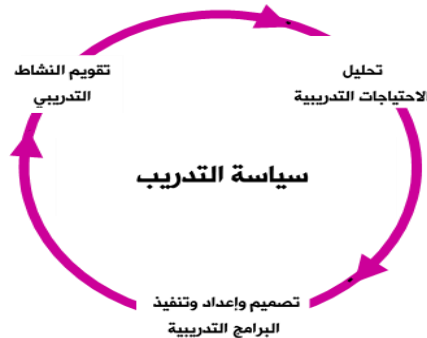 تحليل
الاحتياجات التدريبية
تقويم النشاط
التدريبي
سياسة التدريب
تصميم وإعداد وتنفيذ
البرامج التدريبية